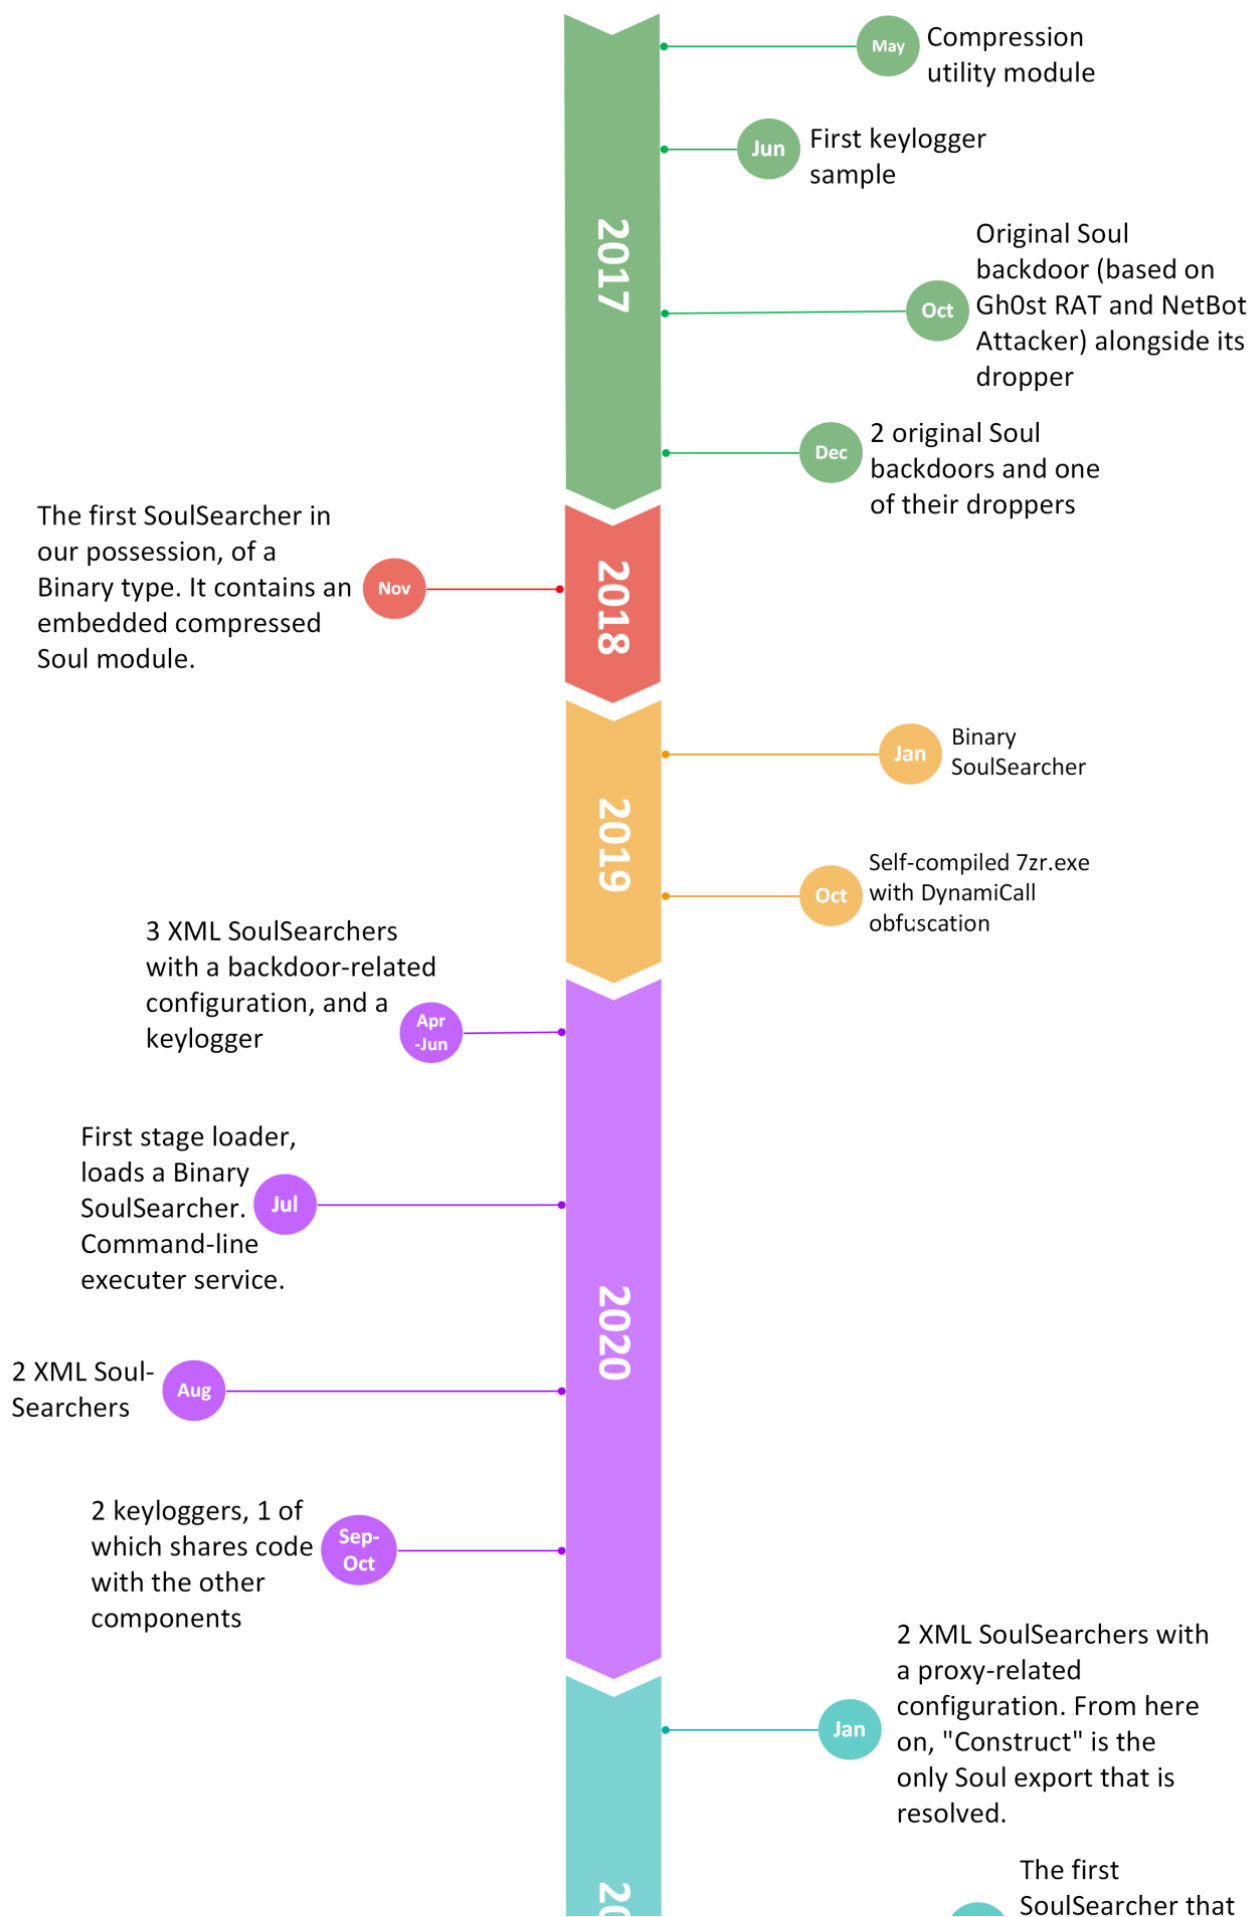 May
Compression
utility module
Jun
First keylogger
sample
2017
Original Soul
backdoor (based on
Gh0st RAT and NetBot
Attacker) alongside its
dropper
Oct
Dec
2 original Soul
backdoors and one
of their droppers
The first SoulSearcher in
our possession, of a
Binary type. It contains an
embedded compressed
Soul module.
Nov
2018
Jan
Binary
SoulSearcher
2019
Oct
Self-compiled 7zr.exe
with DynamiCall
obfuscation
3 XML SoulSearchers
with a backdoor-related
configuration, and a
keylogger
Apr
-Jun
First stage loader,
loads a Binary
SoulSearcher.
Command-line
executer service.
Jul
2020
2 XML Soul-
Searchers
Aug
2 keyloggers, 1 of
which shares code
with the other
components
Sep-
Oct
Jan
2 XML SoulSearchers with
a proxy-related
configuration. From here
on, "Construct" is the
only Soul export that is
resolved.
20
The first
SoulSearcher that